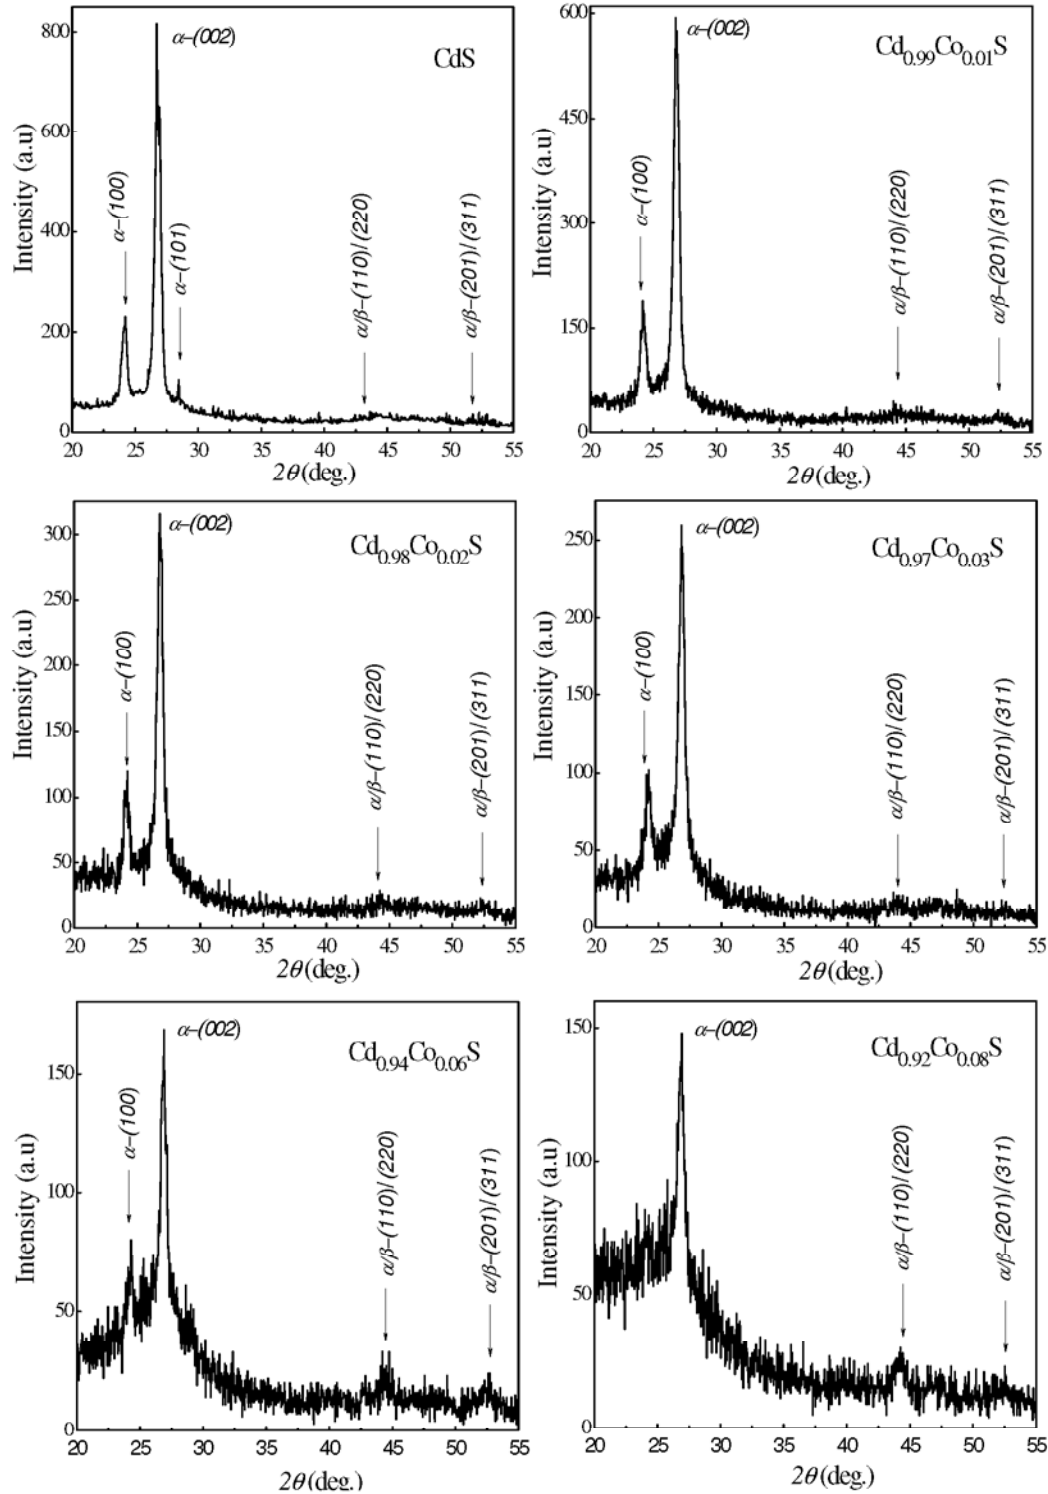 CdS
α–(002)
α–(100)
α–(101)
α/β–(110)/(220)
α/β–(201)/(311)
Intensity (a.u)
800
600
400
200
0
20 25 30 35 40 45 50 55
2θ (deg.)
Cd0.99Co0.01S
α–(002)
α–(100)
α/β–(110)/(220)
α/β–(201)/(311)
Intensity (a.u)
600
450
300
150
0
20 25 30 35 40 45 50 55
2θ (deg.)
Cd0.98Co0.02S
α–(002)
α–(100)
α/β–(110)/(220)
α/β–(201)/(311)
Intensity (a.u)
300
250
200
150
100
50
0
20 25 30 35 40 45 50 55
2θ (deg.)
Cd0.97Co0.03S
α–(002)
α–(100)
α/β–(110)/(220)
α/β–(201)/(311)
Intensity (a.u)
250
200
150
100
50
0
20 25 30 35 40 45 50 55
2θ (deg.)
Cd0.94Co0.06S
α–(002)
α–(100)
α/β–(110)/(220)
α/β–(201)/(311)
Intensity (a.u)
150
100
50
0
20 25 30 35 40 45 50 55
2θ (deg.)
Cd0.92Co0.08S
α–(002)
α/β–(110)/(220)
α/β–(201)/(311)
Intensity (a.u)
150
100
50
0
20 25 30 35 40 45 50 55
2θ (deg.)